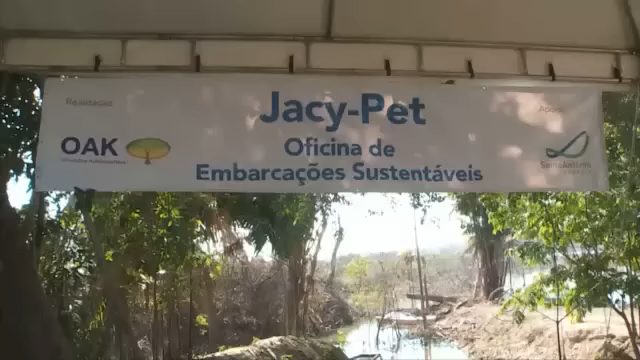 Realização
Jacy-Pet
Apoio
OAK
Oficina de
Embarcações Sustentáveis